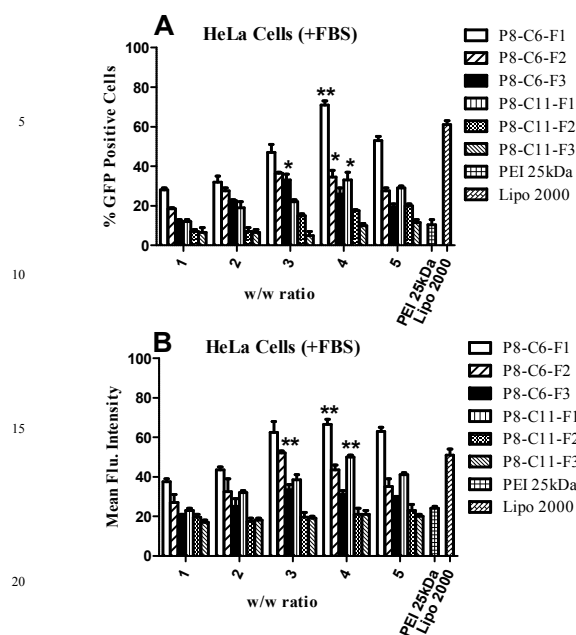 A
HeLa Cells (+FBS)
% GFP Positive Cells
100
80
60
40
20
0
**
*
*
*
1
2
3
4
5
PEI 25kDa
Lipo 2000
w/w ratio
P8-C6-F1
P8-C6-F2
P8-C6-F3
P8-C11-F1
P8-C11-F2
P8-C11-F3
PEI 25kDa
Lipo 2000
5
10
B
HeLa Cells (+FBS)
Mean Flu. Intensity
100
80
60
40
20
0
**
**
**
1
2
3
4
5
PEI 25kDa
Lipo 2000
w/w ratio
P8-C6-F1
P8-C6-F2
P8-C6-F3
P8-C11-F1
P8-C11-F2
P8-C11-F3
PEI 25kDa
Lipo 2000
15
20